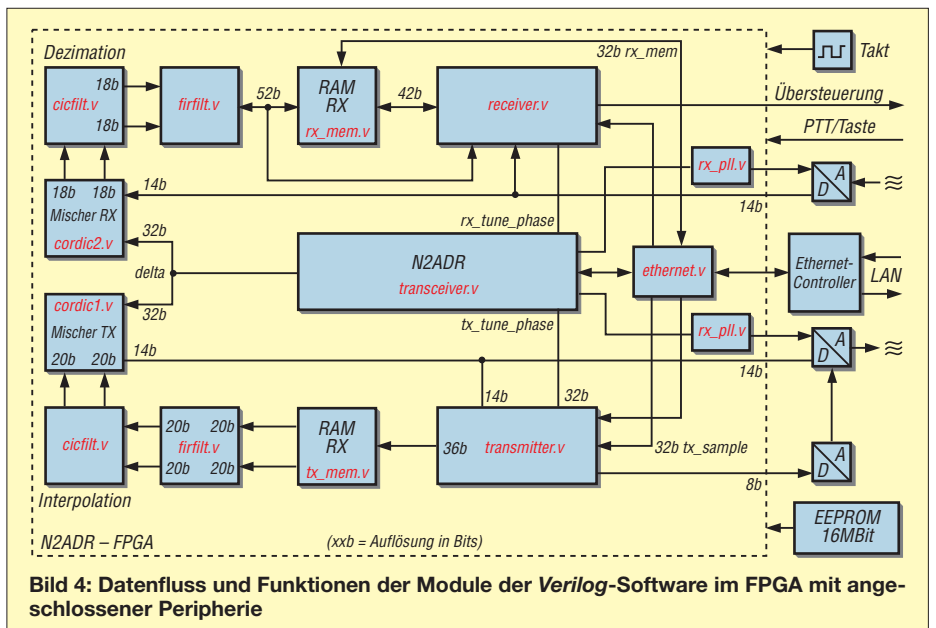 Dezimation
cicfilt.v
18b
18b
firfilt.v
52b
RAM
RX
rx_mem.v
42b
receiver.v
32b rx_mem
Takt
Übersteuerung
PTT/Taste
rx_pll.v
A
D
14b
18b
18b
14b
Mischer RX
cordic2.v
32b
rx_tune_phase
delta
N2ADR
transceiver.v
ethernet.v
Ethernet-
Controller
LAN
cordic1.v
32b
Mischer TX
20b
20b
14b
tx_tune_phase
rx_pll.v
A
D
14b
14b
32b
cicfilt.v
20b
20b
firfilt.v
20b
20b
RAM
RX
tx_mem.v
36b
transmitter.v
32b tx_sample
8b
A
D
Interpolation
N2ADR – FPGA
(xxb = Auflösung in Bits)
EEPROM
16MBit
Bild 4: Datenfluss und Funktionen der Module der Verilog-Software im FPGA mit ange-
schlossener Peripherie